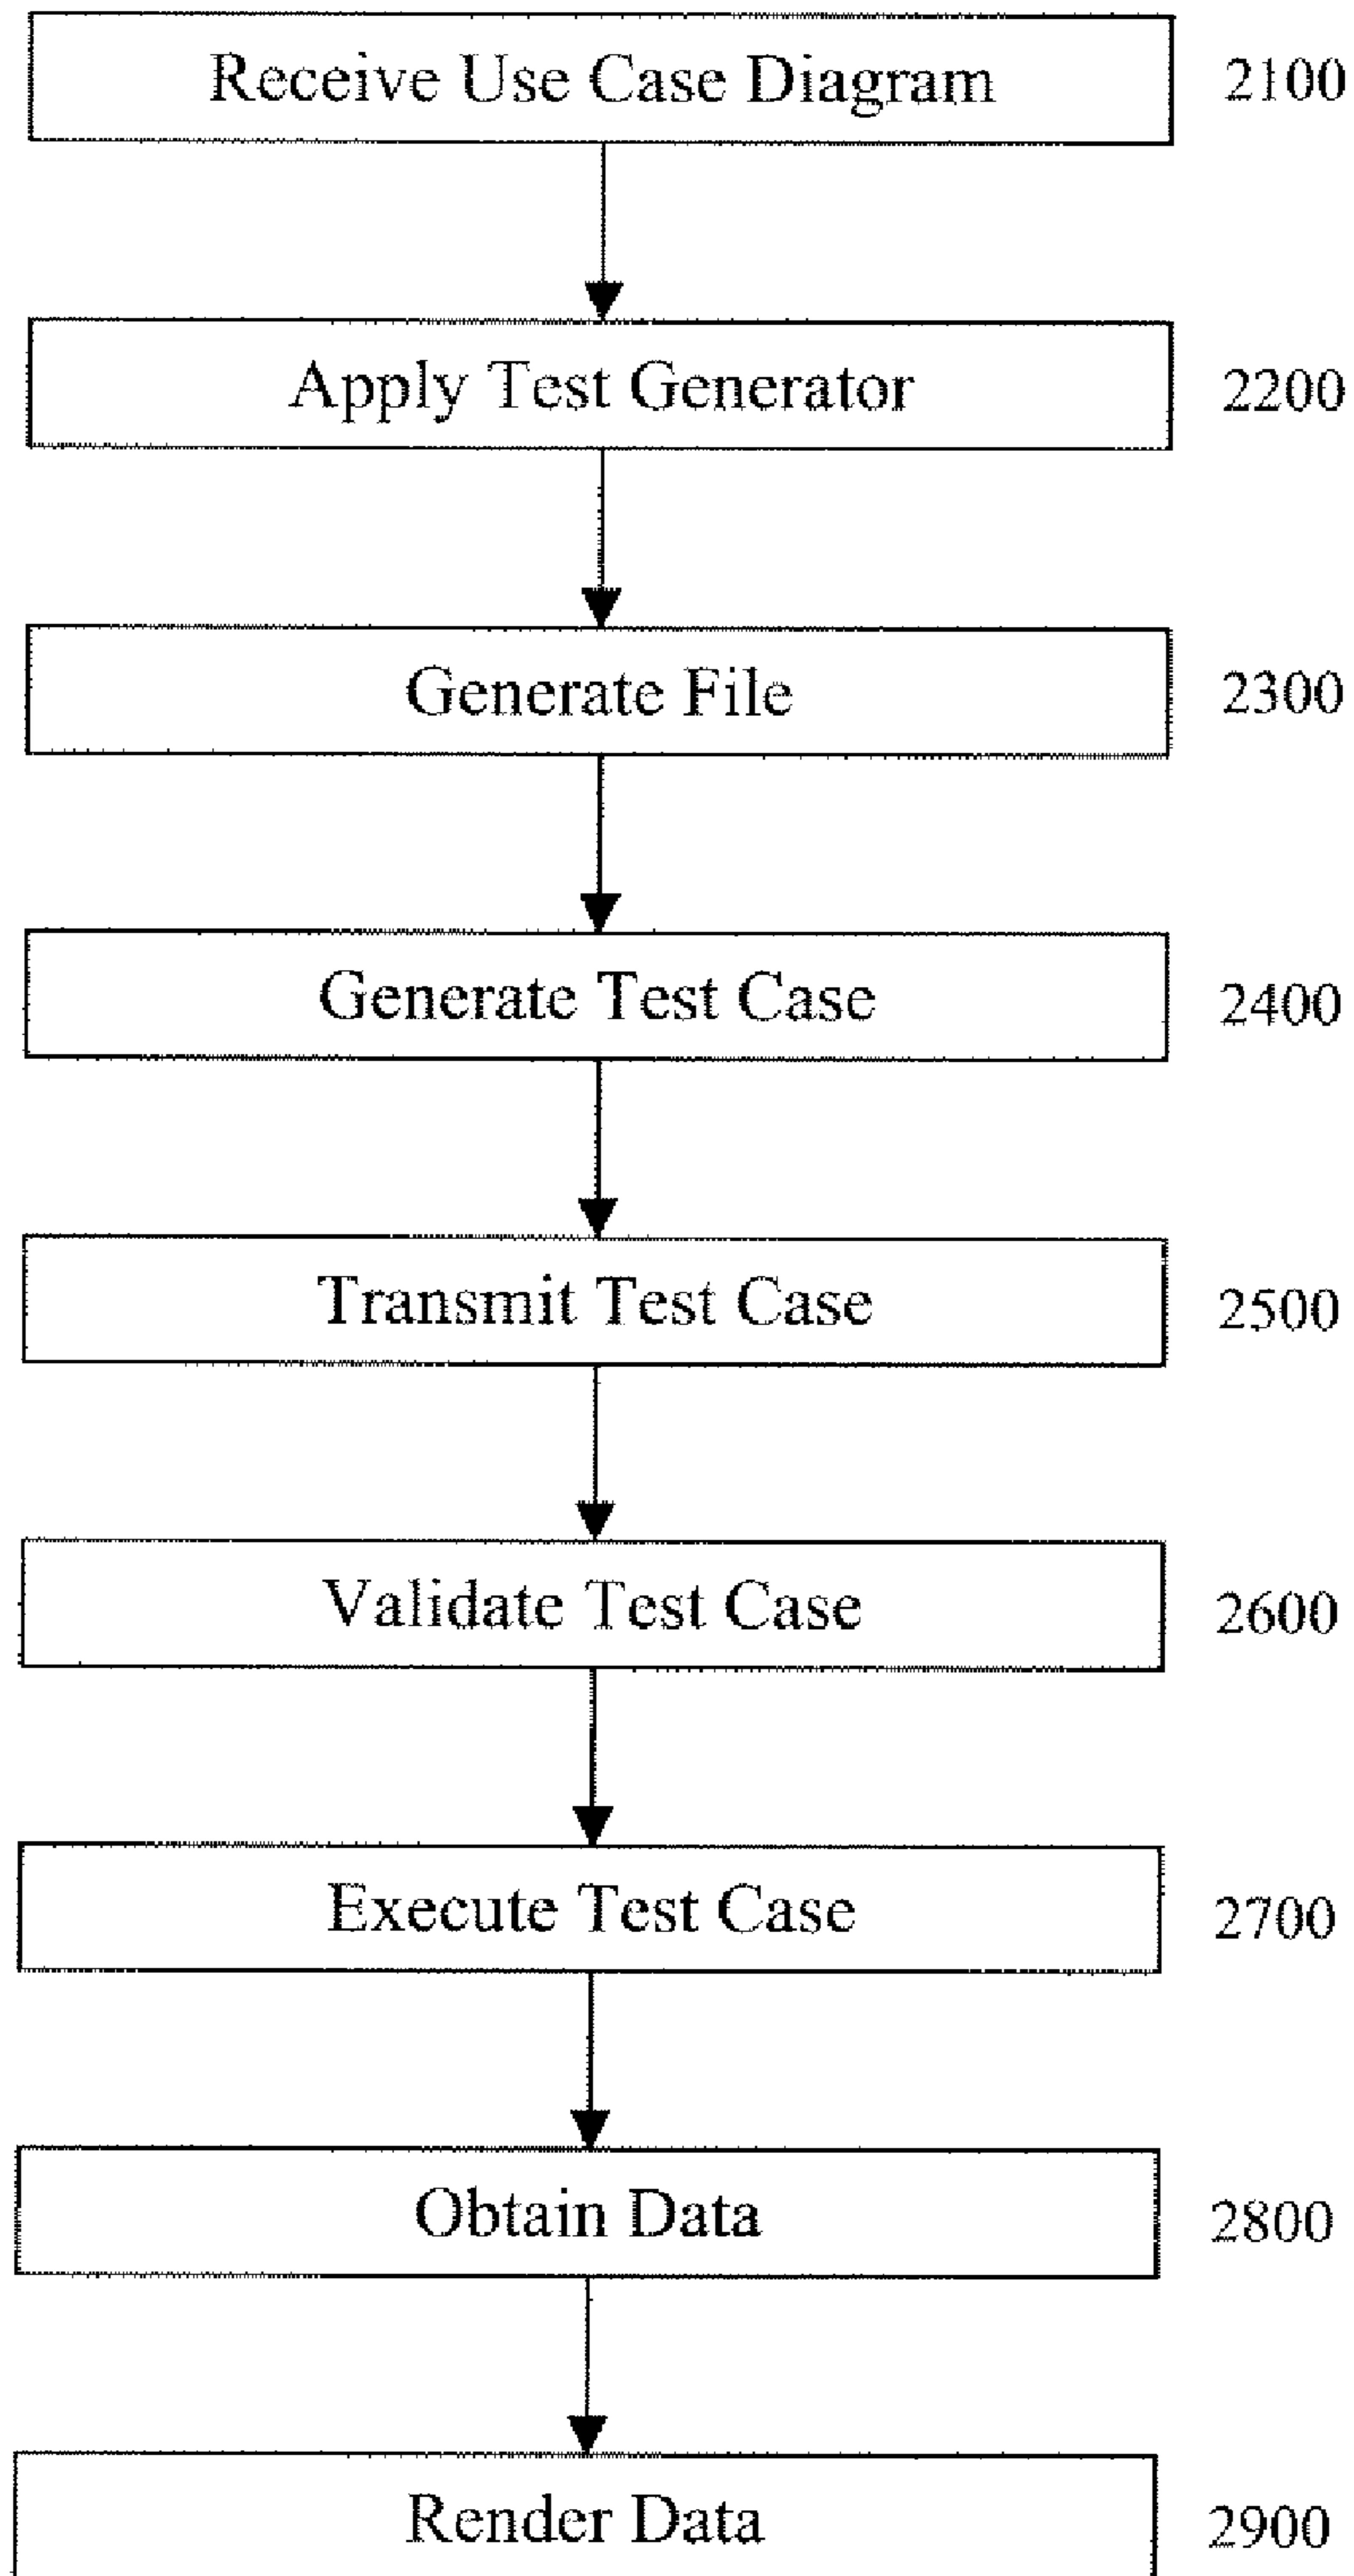 Receive Use Case Diagram 2100
Apply Test Generator 2200
Generate File 2300
Generate Test Case 2400
Transmit Test Case 2500
Validate Test Case 2600
Execute Test Case 2700
Obtain Data 2800
Render Data 2900